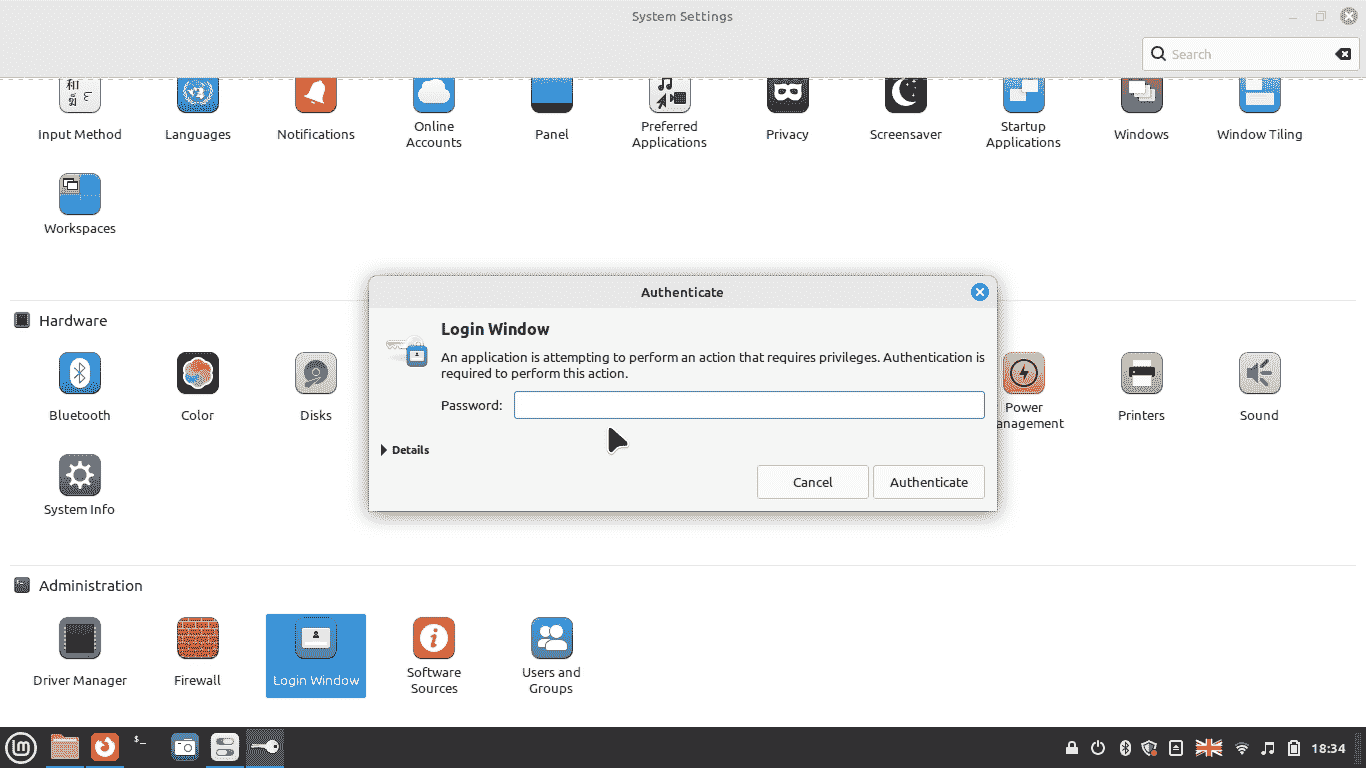 System Settings
Search
Input Method
Languages
Notifications
Online
Accounts
Panel
Preferred
Applications
Privacy
Screensaver
Startup
Applications
Windows
Window Tiling
Workspaces
Hardware
Bluetooth
Color
Disks
Power
anagement
Printers
Sound
System Info
Authenticate
Login Window
An application is attempting to perform an action that requires privileges. Authentication is
required to perform this action.
Password:
Details
Cancel
Authenticate
Administration
Driver Manager
Firewall
Login Window
Software
Sources
Users and
Groups
18:34